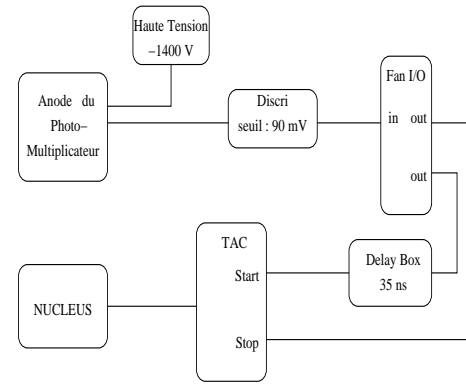 Haute Tension
−1400 V
Anode du
Photo−
Multiplicateur
Discri
seuil : 90 mV
Fan I/O
in out
out
TAC
Start
Stop
Delay Box
35 ns
NUCLEUS